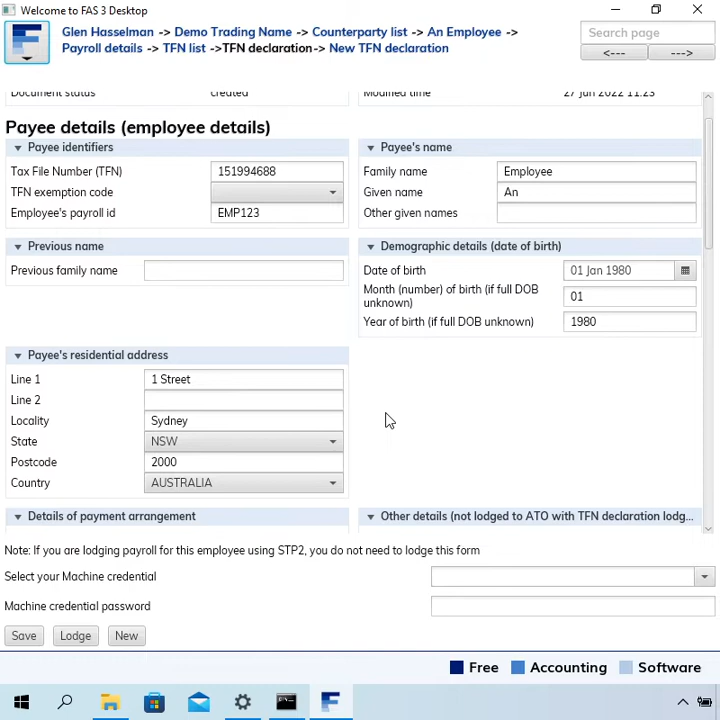 Welcome to FAS 3 Desktop
Glen Hasselman -> Demo Trading Name -> Counterparty list -> An Employee ->
Payroll details -> TFN list ->TFN declaration-> New TFN declaration
Search page
<---
--->
Document status created
Modified time 27 Jun 2022 11:23
Payee details (employee details)
Payee identifiers
Tax File Number (TFN) 151994688
TFN exemption code
Employee's payroll id EMP123
Payee's name
Family name Employee
Given name An
Other given names
Previous name
Previous family name
Demographic details (date of birth)
Date of birth 01 Jan 1980
Month (number) of birth (if full DOB
unknown) 01
Year of birth (if full DOB unknown) 1980
Payee's residential address
Line 1 1 Street
Line 2
Locality Sydney
State NSW
Postcode 2000
Country AUSTRALIA
Details of payment arrangement
Other details (not lodged to ATO with TFN declaration lodg...
Note: If you are lodging payroll for this employee using STP2, you do not need to lodge this form
Select your Machine credential
Machine credential password
Save
Lodge
New
Free Accounting Software